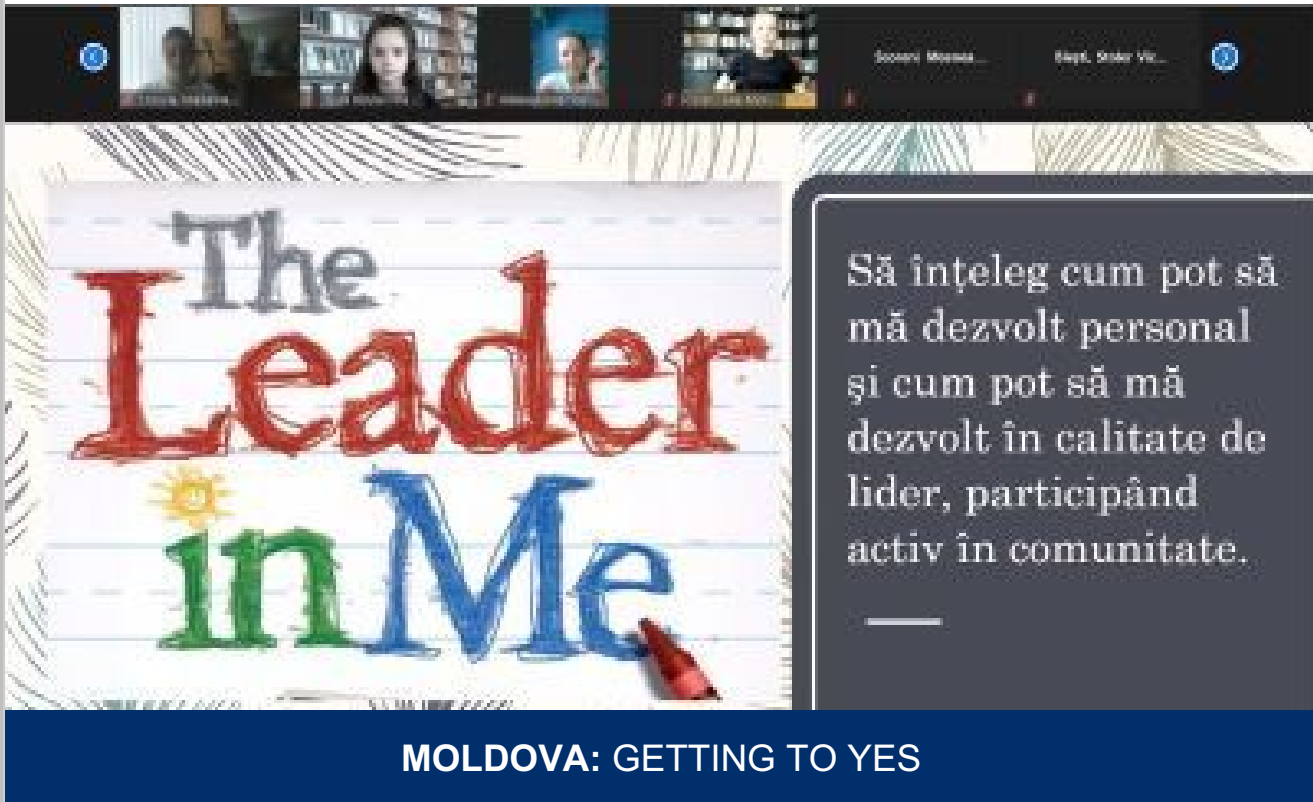 The
Leader
in Me
Să înţeleg cum pot să
mă dezvolt personal
şi cum pot să mă
dezvolt în calitate de
lider, participând
activ în comunitate.
MOLDOVA: GETTING TO YES